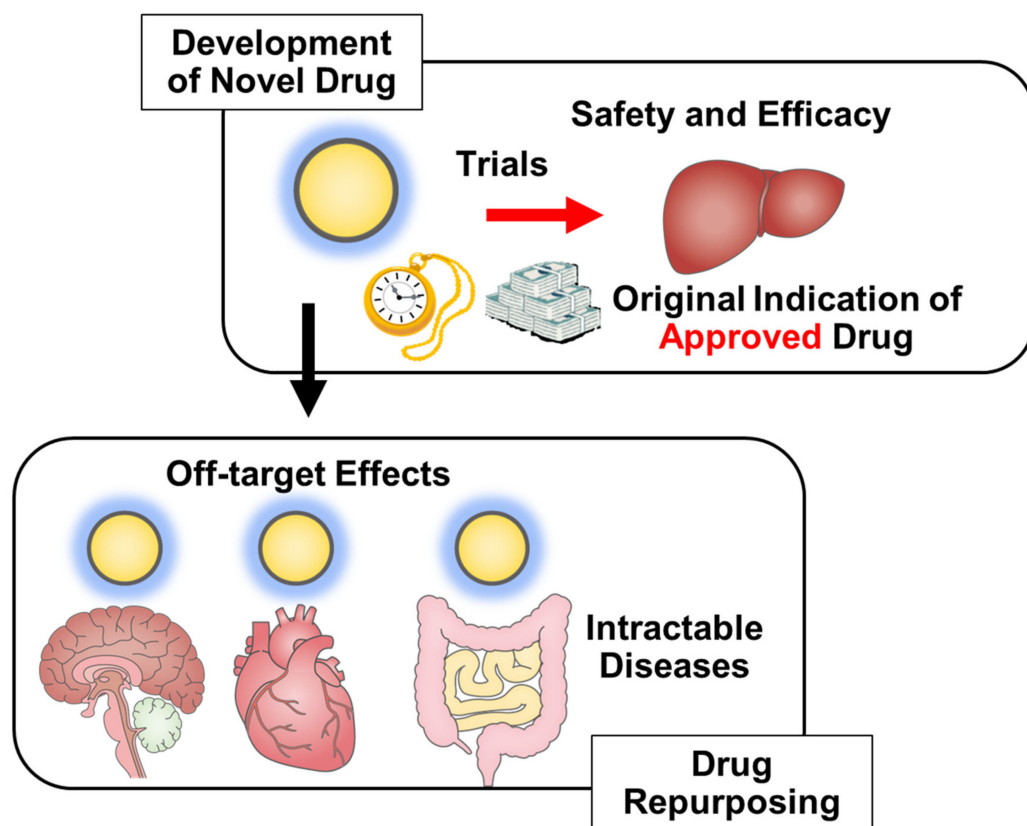 Development
of Novel Drug
Safety and Efficacy
Trials
Original Indication of
Approved Drug
Off-target Effects
Intractable
Diseases
Drug
Repurposing